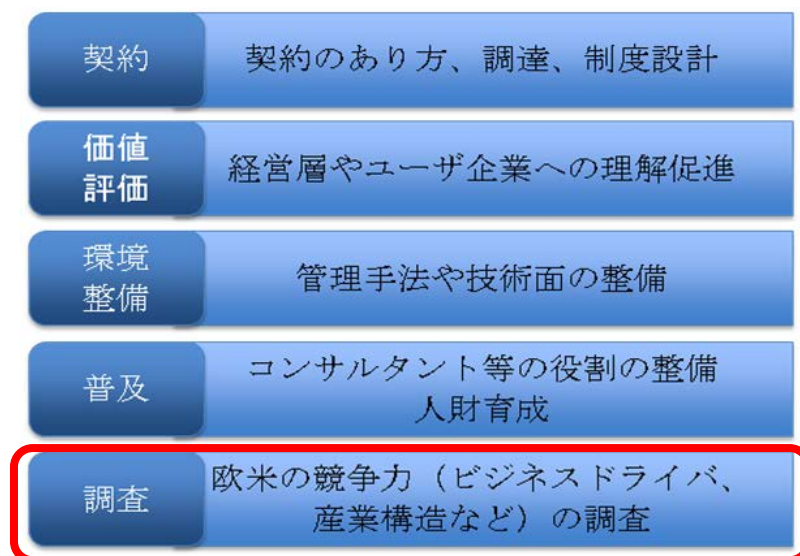 契約
契約のあり方、調達、制度設計
価値
評価
経営層やユーザ企業への理解促進
環境
整備
管理手法や技術面の整備
普及
コンサルタント等の役割の整備
人財育成
調査
欧米の競争力（ビジネスドライバ、
産業構造など）の調査